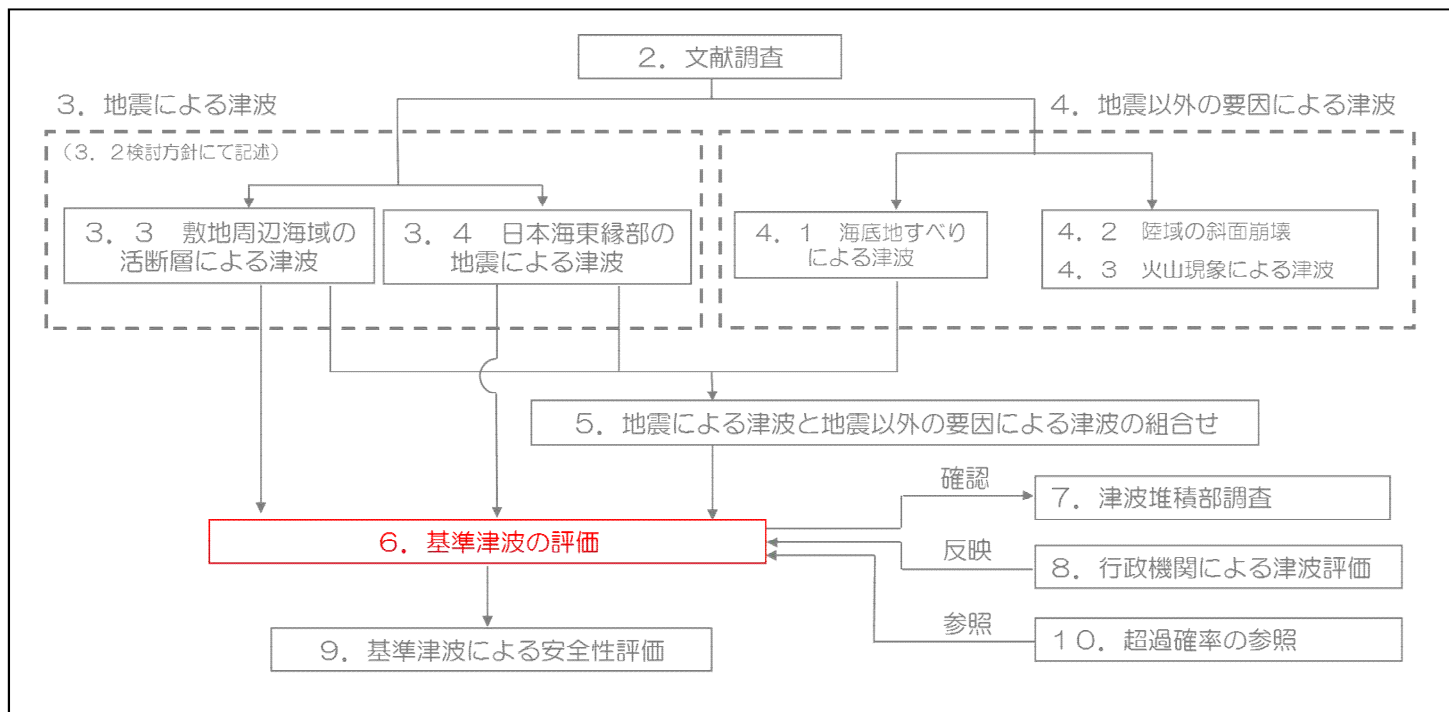 ２．文献調査
３．地震による津波
４．地震以外の要因による津波
（３．２検討方針にて記述）
３．３　敷地周辺海域の
活断層による津波
３．４　日本海東縁部の
地震による津波
４．１　海底地すべり
による津波
４．２　陸域の斜面崩壊
４．３　火山現象による津波
５．地震による津波と地震以外の要因による津波の組合せ
確認
７．津波堆積部調査
６．基準津波の評価
反映
８．行政機関による津波評価
参照
１０．超過確率の参照
９．基準津波による安全性評価